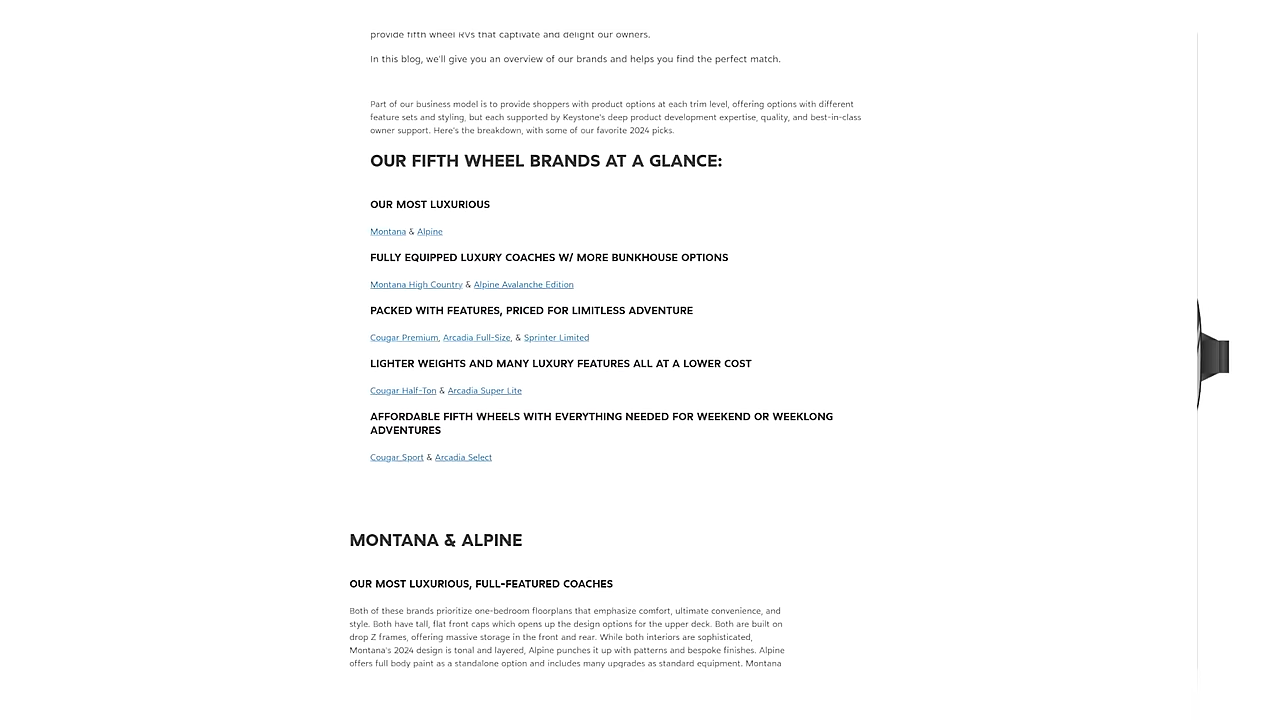 provide fifth wheel RVs that captivate and delight our owners.
In this blog, we'll give you an overview of our brands and helps you find the perfect match.
Part of our business model is to provide shoppers with product options at each trim level, offering options with different
feature sets and styling, but each supported by Keystone's deep product development expertise, quality, and best-in-class
owner support. Here's the breakdown, with some of our favorite 2024 picks.
OUR FIFTH WHEEL BRANDS AT A GLANCE:
OUR MOST LUXURIOUS
Montana & Alpine
FULLY EQUIPPED LUXURY COACHES W/ MORE BUNKHOUSE OPTIONS
Montana High Country & Alpine Avalanche Edition
PACKED WITH FEATURES, PRICED FOR LIMITLESS ADVENTURE
Cougar Premium, Arcadia Full-Size, & Sprinter Limited
LIGHTER WEIGHTS AND MANY LUXURY FEATURES ALL AT A LOWER COST
Cougar Half-Ton & Arcadia Super Lite
AFFORDABLE FIFTH WHEELS WITH EVERYTHING NEEDED FOR WEEKEND OR WEEKLONG
ADVENTURES
Cougar Sport & Arcadia Select
MONTANA & ALPINE
OUR MOST LUXURIOUS, FULL-FEATURED COACHES
Both of these brands prioritize one-bedroom floorplans that emphasize comfort, ultimate convenience, and
style. Both have tall, flat front caps which opens up the design options for the upper deck. Both are built on
drop Z frames, offering massive storage in the front and rear. While both interiors are sophisticated,
Montana's 2024 design is tonal and layered, Alpine punches it up with patterns and bespoke finishes. Alpine
offers full body paint as a standalone option and includes many upgrades as standard equipment. Montana